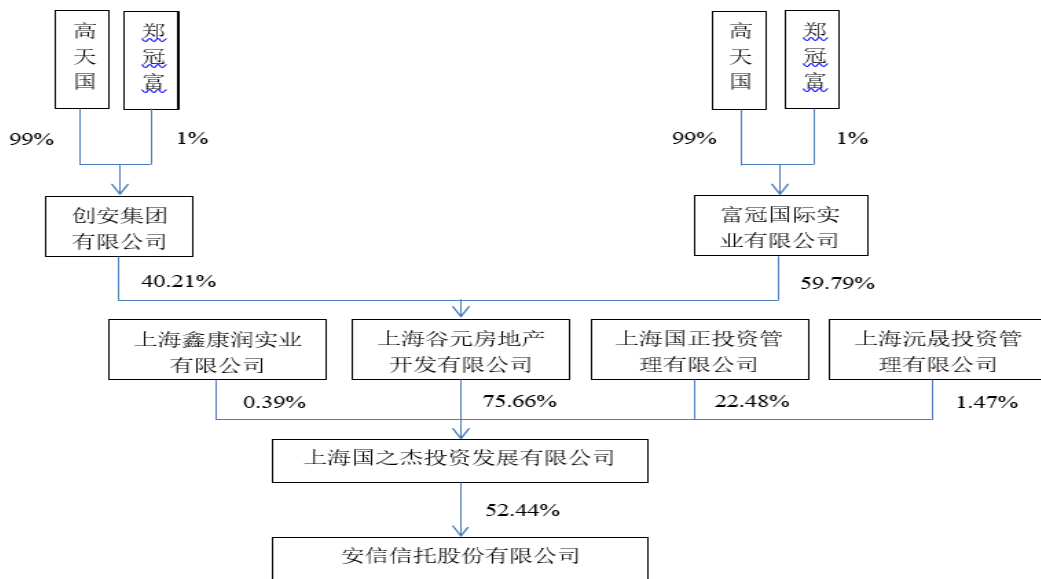 高天国
郑冠富
高天国
郑冠富
99%
1%
99%
1%
创安集团
有限公司
富冠国际实
业有限公司
40.21%
59.79%
上海鑫康润实业
有限公司
上海谷元房地产
开发有限公司
上海国正投资管
理有限公司
上海沅晟投资管
理有限公司
0.39%
75.66%
22.48%
1.47%
上海国之杰投资发展有限公司
52.44%
安信信托股份有限公司